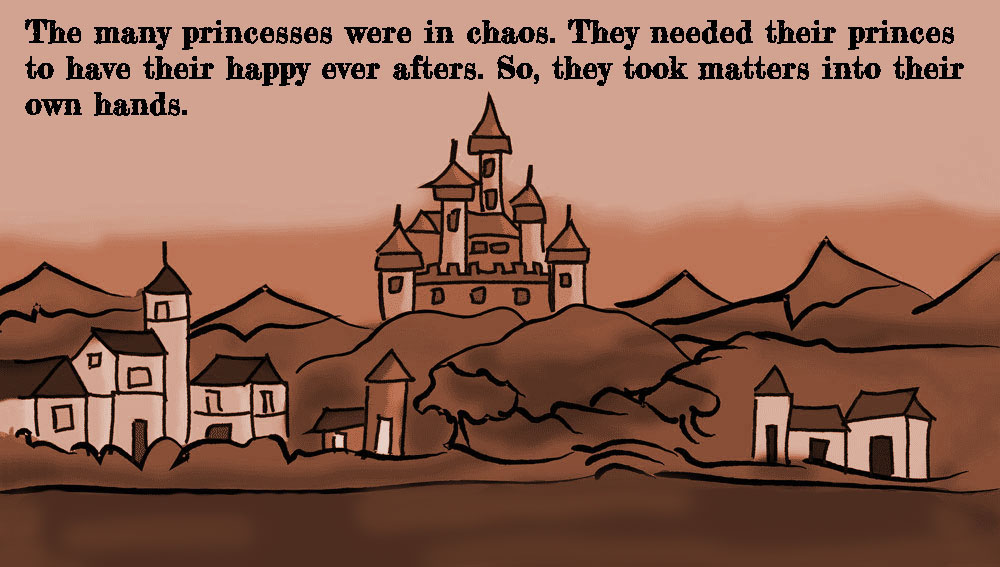 The many princesses were in chaos. They needed their princes
to have their happy ever afters. So, they took matters into their
own hands.